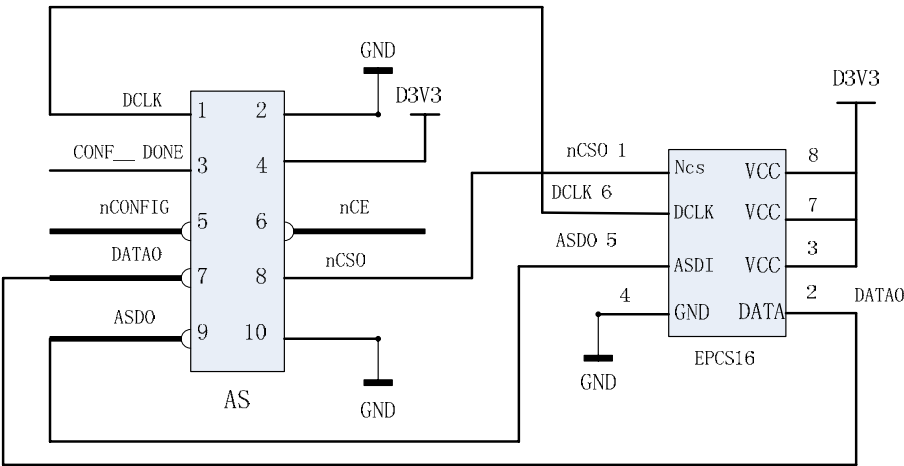 GND
D3V3
D3V3
DCLK
1
2
CONF__ DONE
3
4
nCONFIG
5
6
nCE
DATA0
7
8
nCSO
ASDO
9
10
AS
GND
nCSO 1
Ncs
VCC
8
DCLK 6
DCLK
VCC
7
ASDO 5
ASDI
VCC
3
4
GND
DATA
2
DATA0
EPCS16
GND